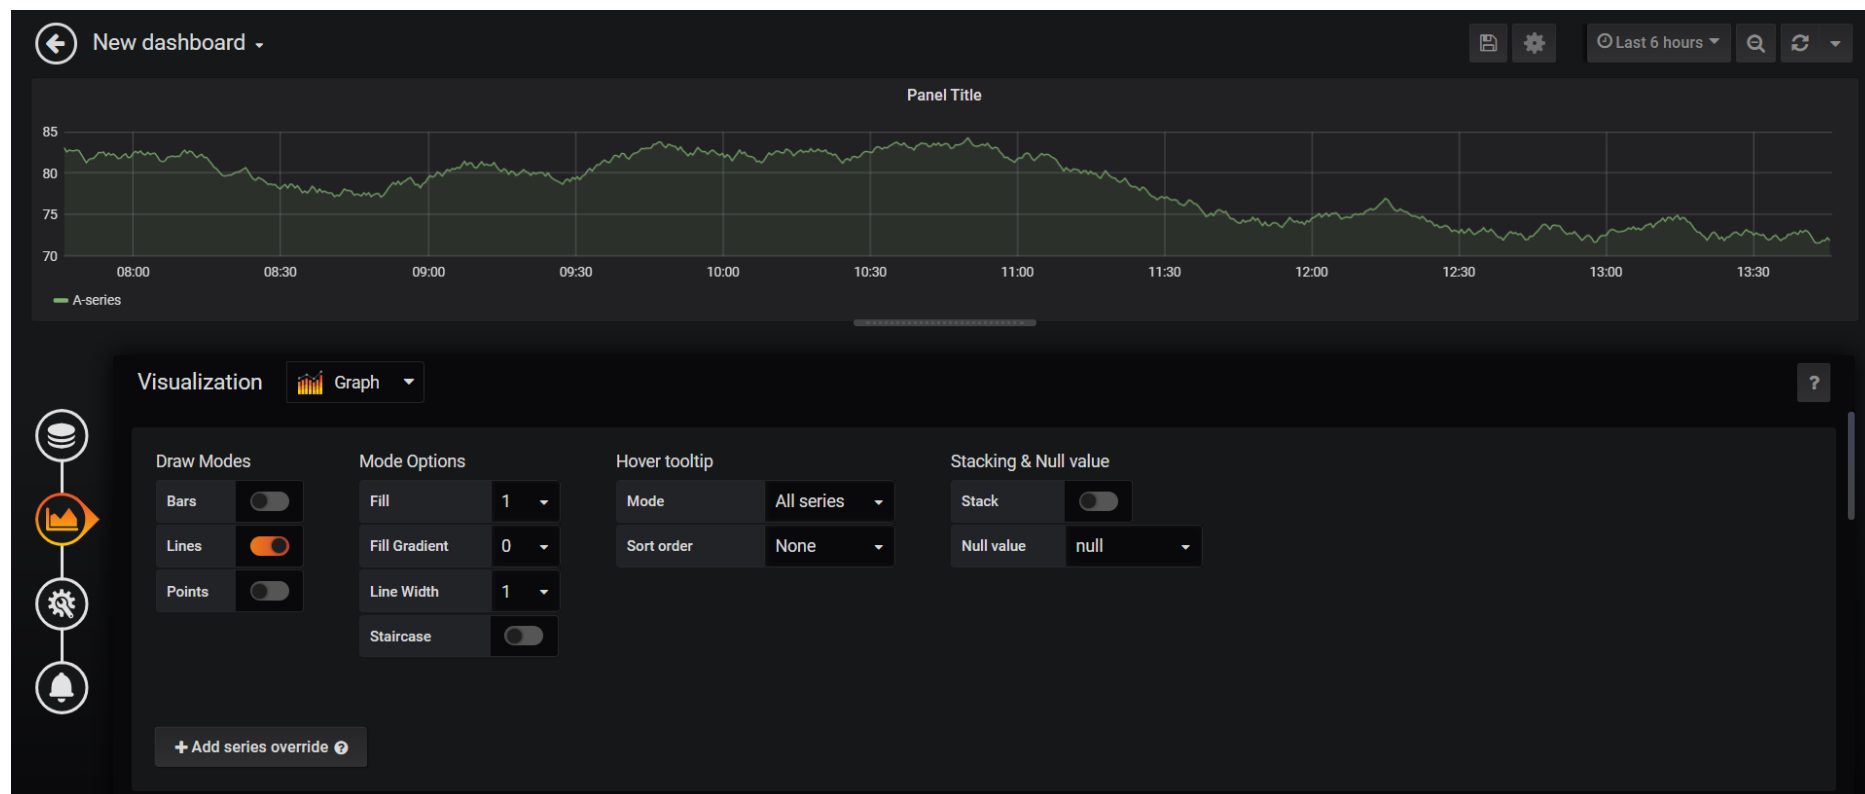 New dashboard
Last 6 hours
Panel Title
85
80
75
70
08:00 08:30 09:00 09:30 10:00 10:30 11:00 11:30 12:00 12:30 13:00 13:30
A-series
Visualization Graph ?
Draw Modes Mode Options Hover tooltip Stacking & Null value
Bars Fill 1 Mode All series Stack
Lines Fill Gradient 0 Sort order None Null value null
Points Line Width 1
Staircase
+ Add series override ?